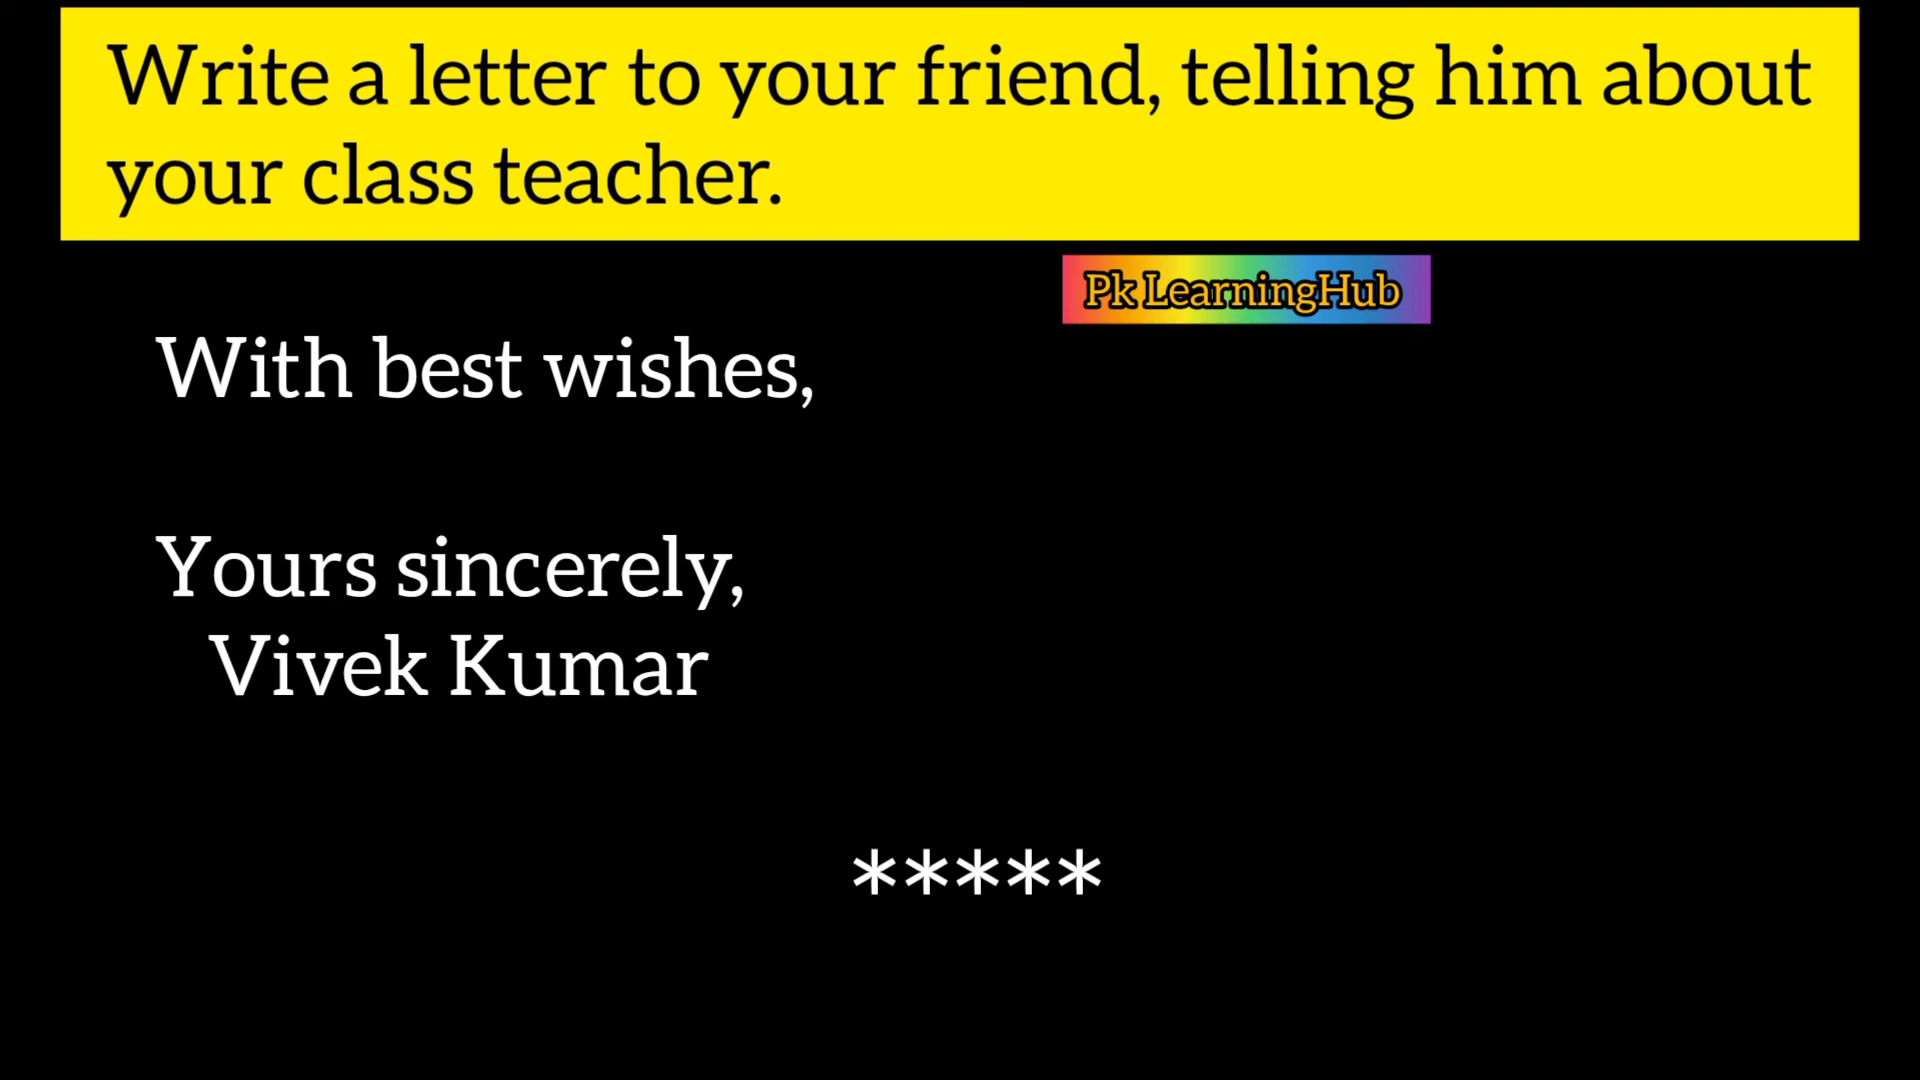 Write a letter to your friend, telling him about
your class teacher.
Pk LearningHub
With best wishes,
Yours sincerely,
Vivek Kumar
*****